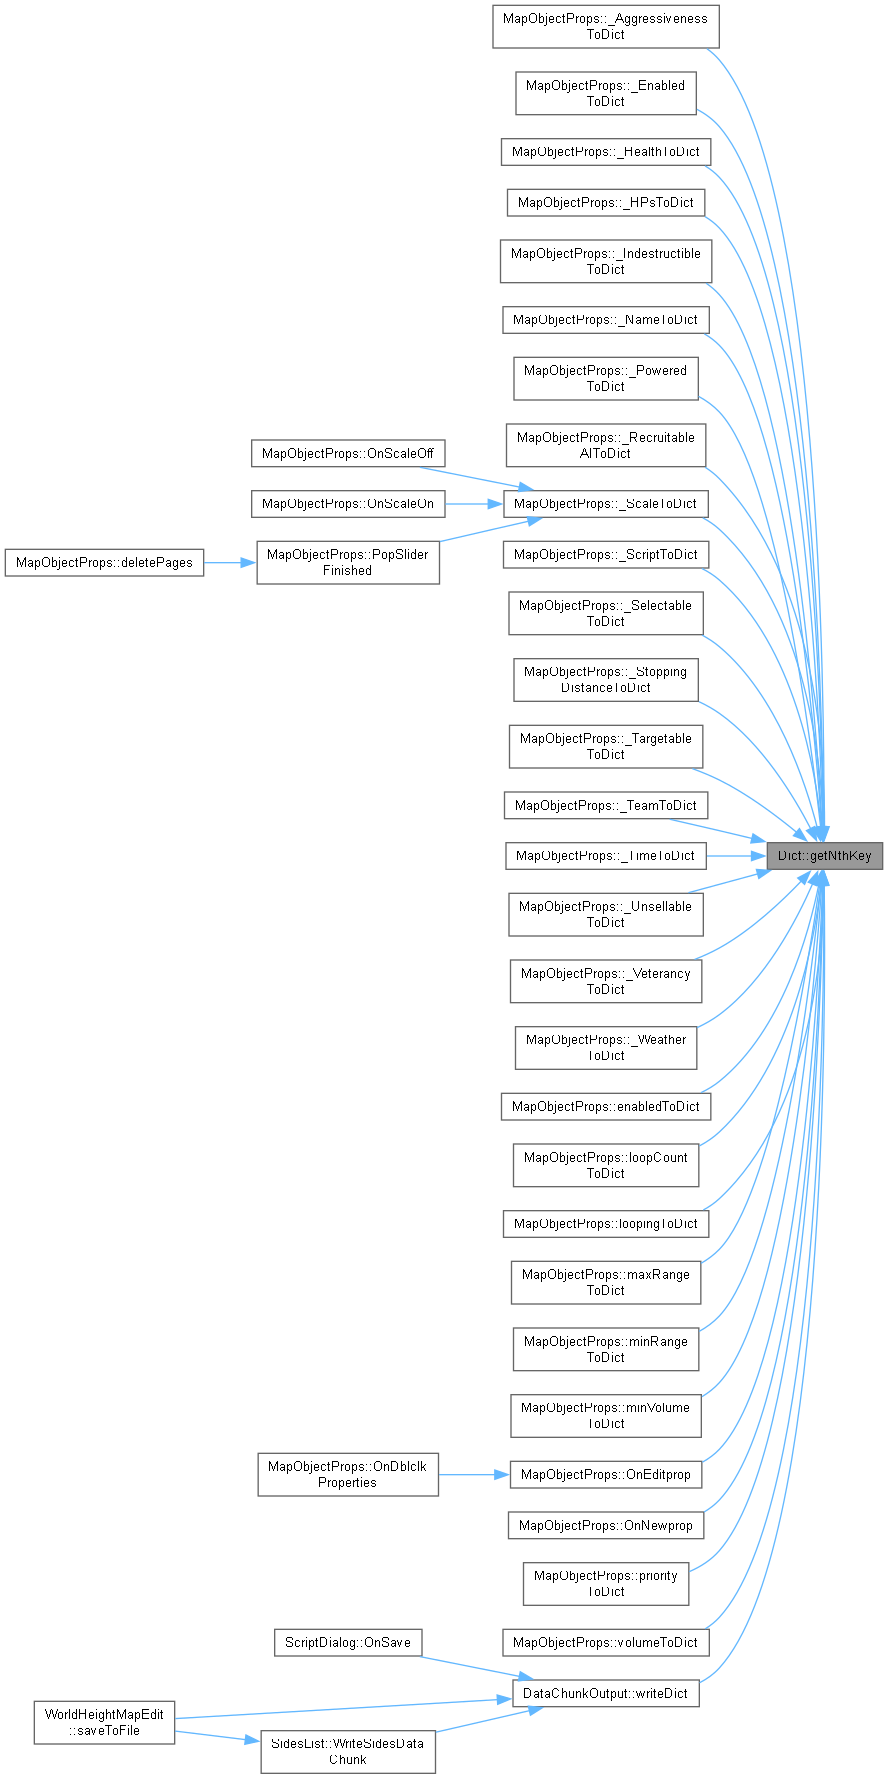 MapObjectProps::_Aggressiveness
ToDict
MapObjectProps::_Enabled
ToDict
MapObjectProps::_HealthToDict
MapObjectProps::_HPsToDict
MapObjectProps::_Indestructible
ToDict
MapObjectProps::_NameToDict
MapObjectProps::_Powered
ToDict
MapObjectProps::_Recruitable
AIToDict
MapObjectProps::OnScaleOff
MapObjectProps::OnScaleOn
MapObjectProps::_ScaleToDict
MapObjectProps::deletePages
MapObjectProps::PopSlider
Finished
MapObjectProps::_ScriptToDict
MapObjectProps::_Selectable
ToDict
MapObjectProps::_Stopping
DistanceToDict
MapObjectProps::_Targetable
ToDict
MapObjectProps::_TeamToDict
MapObjectProps::_TimeToDict
Dict::getNthKey
MapObjectProps::_Unsellable
ToDict
MapObjectProps::_Veterancy
ToDict
MapObjectProps::_Weather
ToDict
MapObjectProps::enabledToDict
MapObjectProps::loopCount
ToDict
MapObjectProps::loopingToDict
MapObjectProps::maxRange
ToDict
MapObjectProps::minRange
ToDict
MapObjectProps::minVolume
ToDict
MapObjectProps::OnDblclk
Properties
MapObjectProps::OnEditprop
MapObjectProps::OnNewprop
MapObjectProps::priority
ToDict
ScriptDialog::OnSave
MapObjectProps::volumeToDict
DataChunkOutput::writeDict
WorldHeightMapEdit
::saveToFile
SidesList::WriteSidesData
Chunk